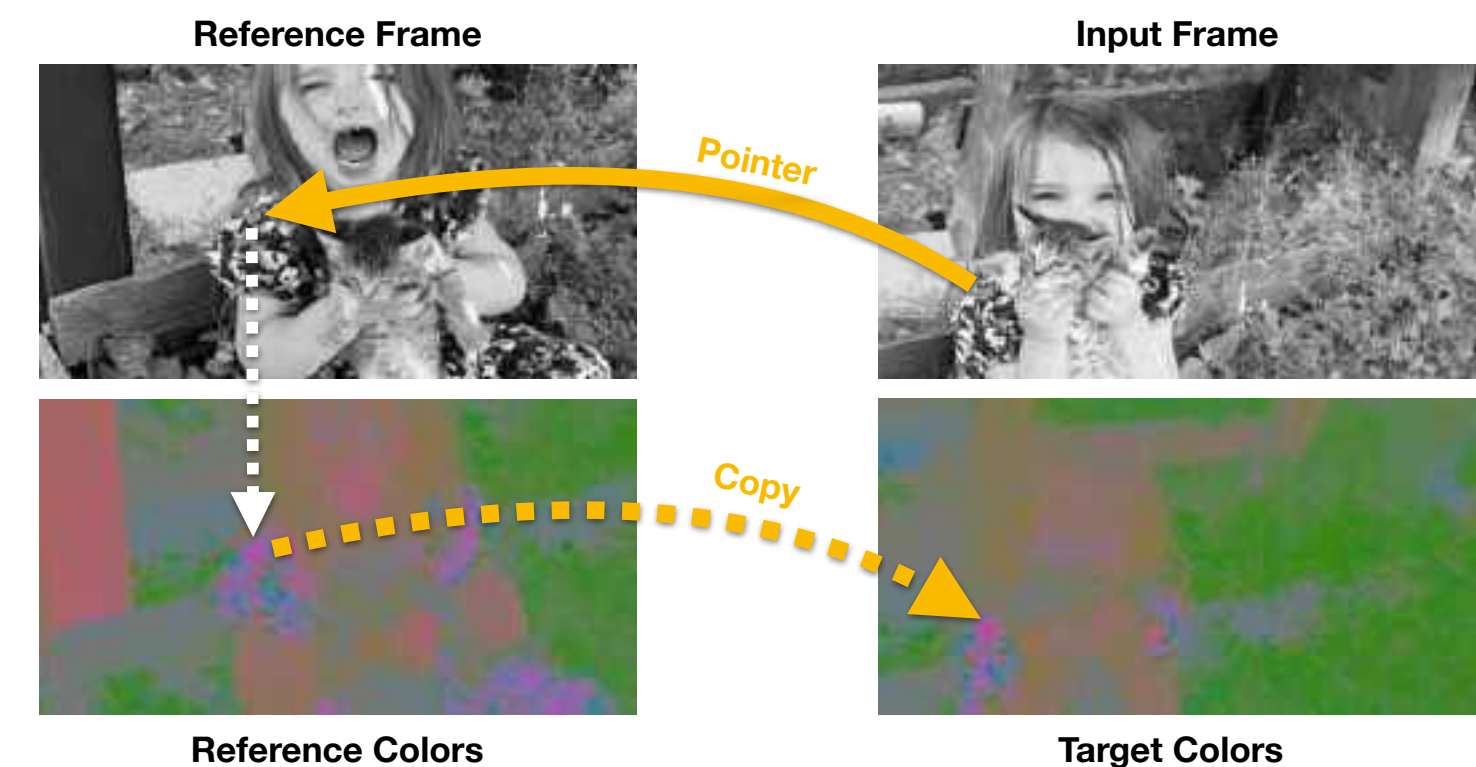 Reference Frame
Input Frame
Pointer
Copy
Reference Colors
Target Colors